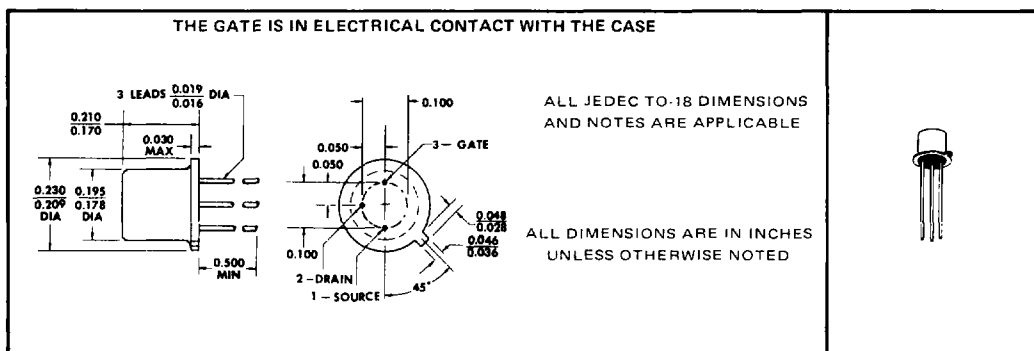 THE GATE IS IN ELECTRICAL CONTACT WITH THE CASE
3 LEADS 0.019 DIA
0.016
0.210
0.170
0.030
MAX
0.230
0.209
DIA
0.195
0.178
DIA
0.500
MIN
0.100
0.050
0.050
3 – GATE
0.100
2 – DRAIN
1 – SOURCE
0.048
0.028
0.046
0.036
45°
ALL JEDEC TO-18 DIMENSIONS
AND NOTES ARE APPLICABLE
ALL DIMENSIONS ARE IN INCHES
UNLESS OTHERWISE NOTED